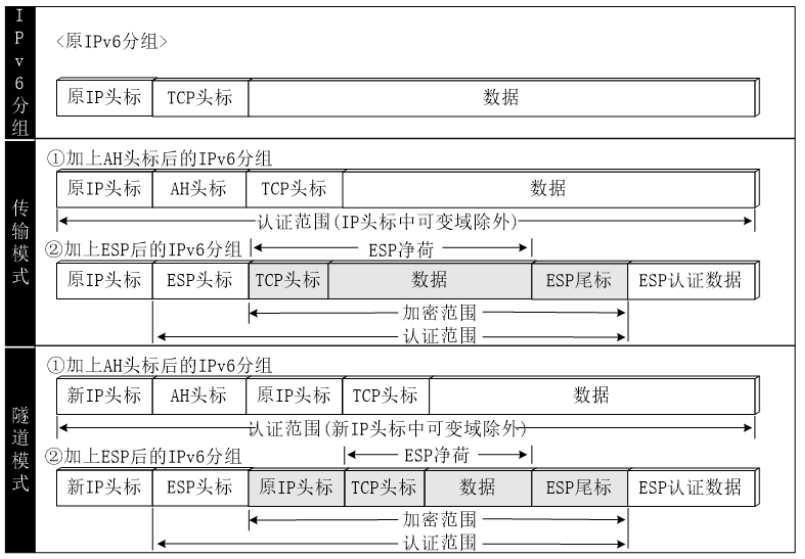 IPv6分组
<原IPv6分组>
原IP头标 TCP头标 数据
传输模式
①加上AH头标后的IPv6分组
原IP头标 AH头标 TCP头标 数据
认证范围(IP头标中可变域除外)
②加上ESP后的IPv6分组 ESP净荷
原IP头标 ESP头标 TCP头标 数据 ESP尾标 ESP认证数据
加密范围
认证范围
隧道模式
①加上AH头标后的IPv6分组
新IP头标 AH头标 原IP头标 TCP头标 数据
认证范围(新IP头标中可变域除外)
②加上ESP后的IPv6分组 ESP净荷
新IP头标 ESP头标 原IP头标 TCP头标 数据 ESP尾标 ESP认证数据
加密范围
认证范围